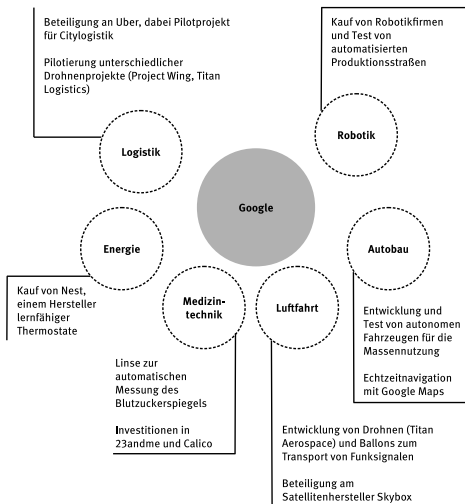 Beteiligung an Uber, dabei Pilotprojekt
für Citylogistik
Pilotierung unterschiedlicher
Drohnenprojekte (Project Wing, Titan
Logistics)
Kauf von Robotikfirmen
und Test von
automatisierten
Produktionsstraßen
Logistik
Robotik
Google
Energie
Autobau
Medizin-
technik
Luftfahrt
Kauf von Nest,
einem Hersteller
lernfähiger
Thermostate
Entwicklung und
Test von autonomen
Fahrzeugen für die
Massennutzung
Echtzeitnavigation
mit Google Maps
Linse zur
automatischen
Messung des
Blutzuckerspiegels
Investitionen in
23andme und Calico
Entwicklung von Drohnen (Titan
Aerospace) und Ballons zum
Transport von Funksignalen
Beteiligung am
Satellitenhersteller Skybox